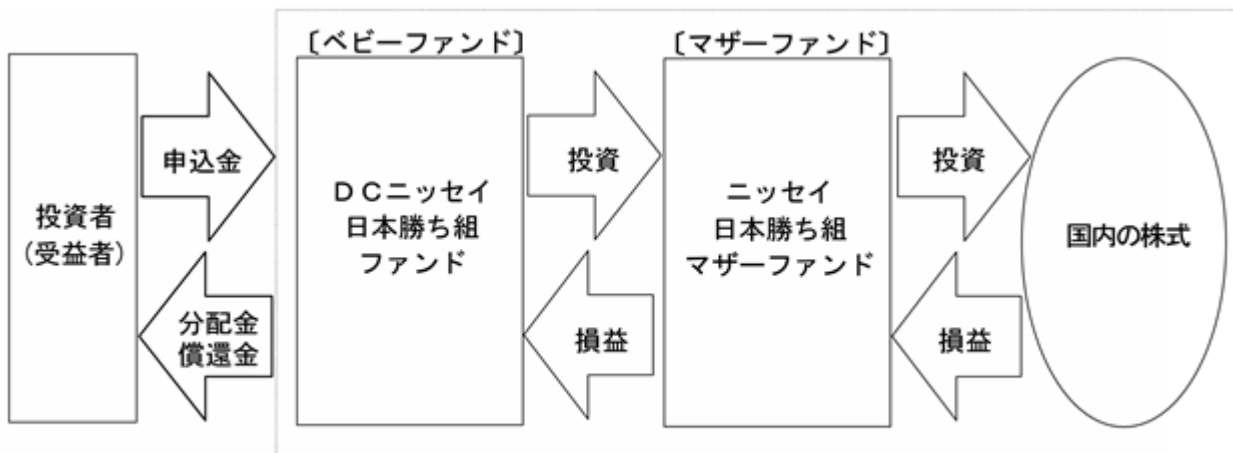 〔ベビーファンド〕
〔マザーファンド〕
投資者
（受益者）
申込金
分配金
償還金
ＤＣニッセイ
日本勝ち組
ファンド
投資
損益
ニッセイ
日本勝ち組
マザーファンド
投資
損益
国内の株式